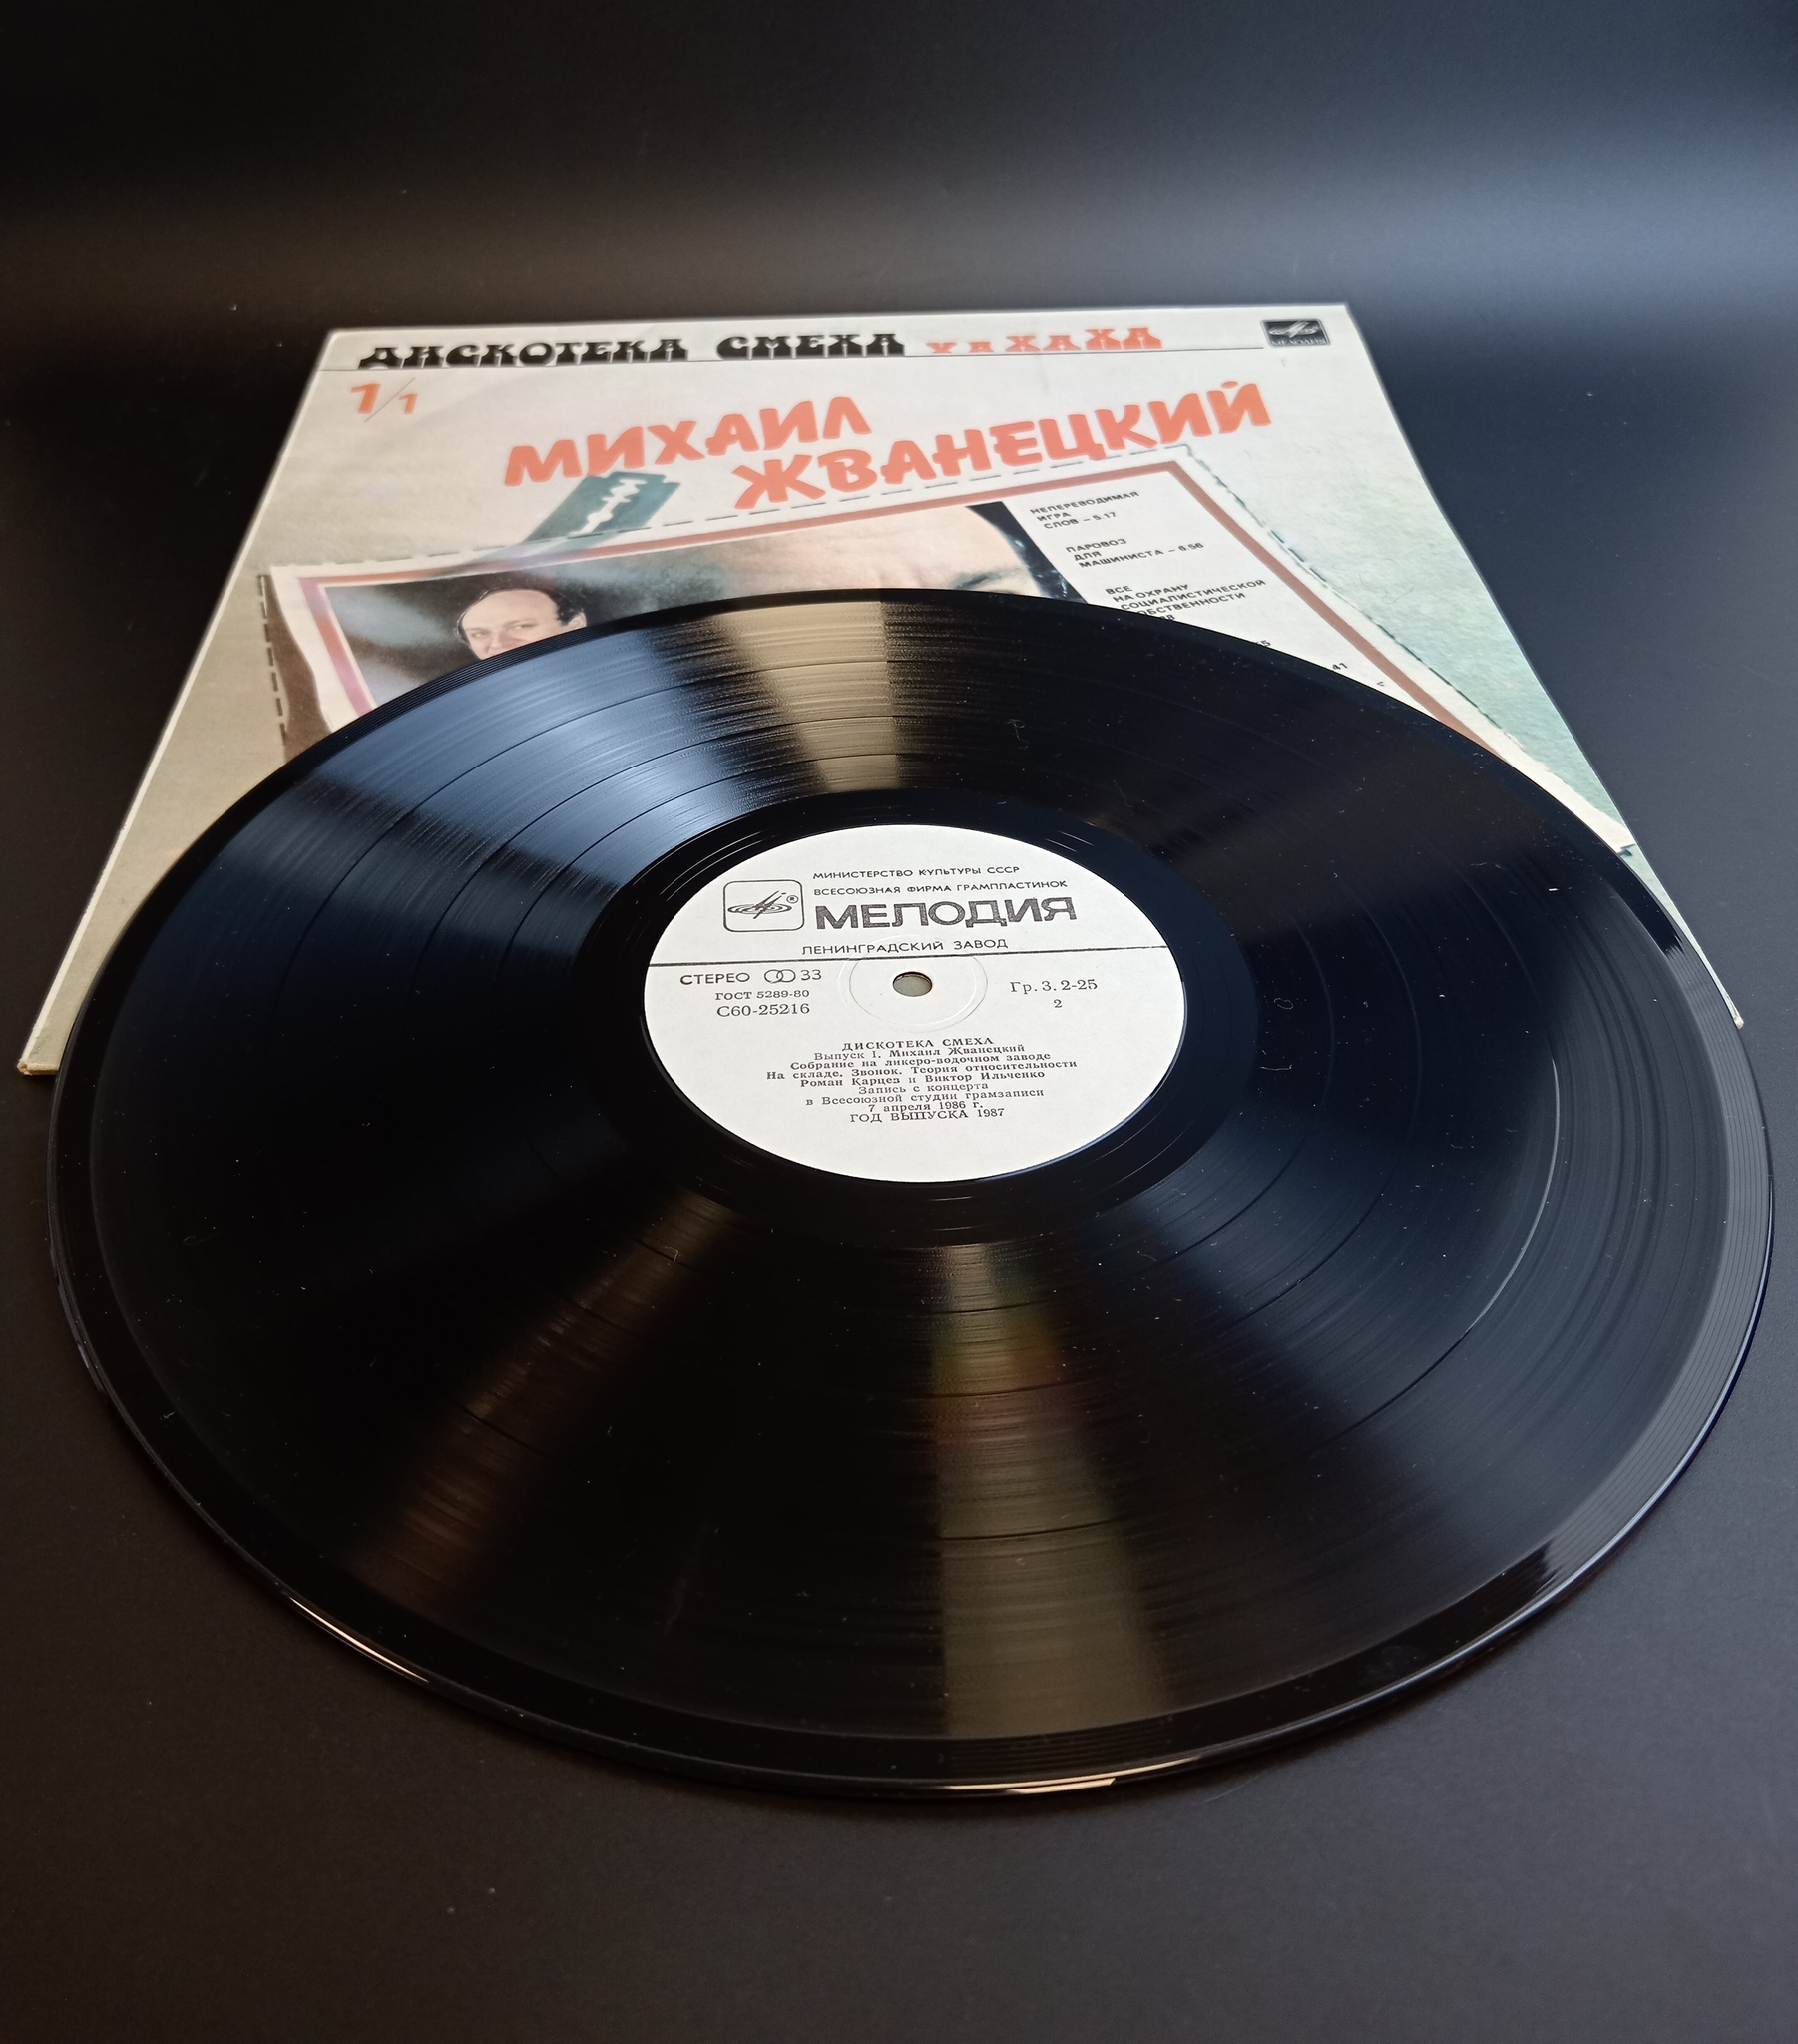 ДИСКОТЕКА СМЕХА УРХАХА
МЕЛОДИЯ
1/1
МИХАИЛ
ЖВАНЕЦКИЙ
НЕПЕРЕВОДИМАЯ
ИГРА
СЛОВ – 5.17
ПАРОВОЗ
ДЛЯ
МАШИНИСТА – 6.56
ВСЕ
НА ОХРАНУ
СОЦИАЛИСТИЧЕСКОЙ
41
МИНИСТЕРСТВО КУЛЬТУРЫ СССР
ВСЕСОЮЗНАЯ ФИРМА ГРАМПЛАСТИНОК
МЕЛОДИЯ
ЛЕНИНГРАДСКИЙ ЗАВОД
СТЕРЕО 33
ГОСТ 5289-80
С60-25216
Гр. 3. 2-25
2
ДИСКОТЕКА СМЕХА
Выпуск 1. Михаил Жванецкий
Собрание на ликеро-водочном заводе
На складе. Звонок. Теория относительности
Роман Карцев и Виктор Ильченко
Запись с концерта
в Всесоюзной студии грамзаписи
7 апреля 1986 г.
ГОД ВЫПУСКА 1987